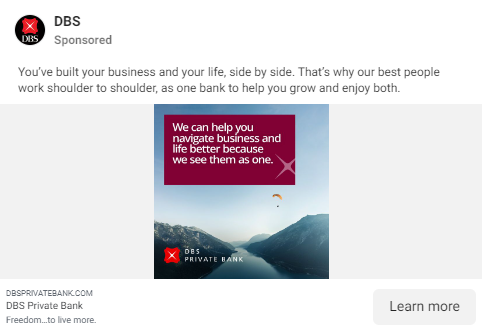 DBS
DBS
Sponsored
You've built your business and your life, side by side. That's why our best people
work shoulder to shoulder, as one bank to help you grow and enjoy both.
We can help you
navigate business and
life better because
we see them as one.
DBS
PRIVATE BANK
DBSPRIVATEBANK.COM
DBS Private Bank
Freedom...to live more.
Learn more